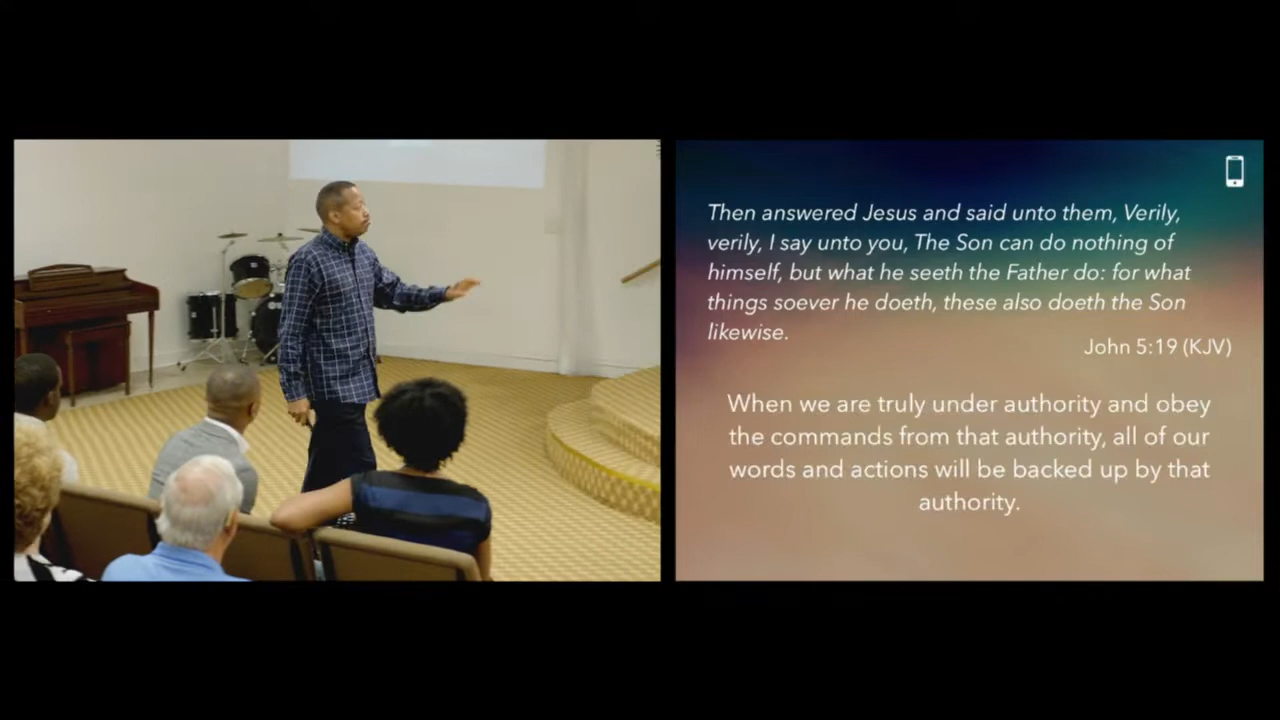 Then answered Jesus and said unto them, Verily,
verily, I say unto you, The Son can do nothing of
himself, but what he seeth the Father do: for what
things soever he doeth, these also doeth the Son
likewise.
John 5:19 (KJV)
When we are truly under authority and obey
the commands from that authority, all of our
words and actions will be backed up by that
authority.